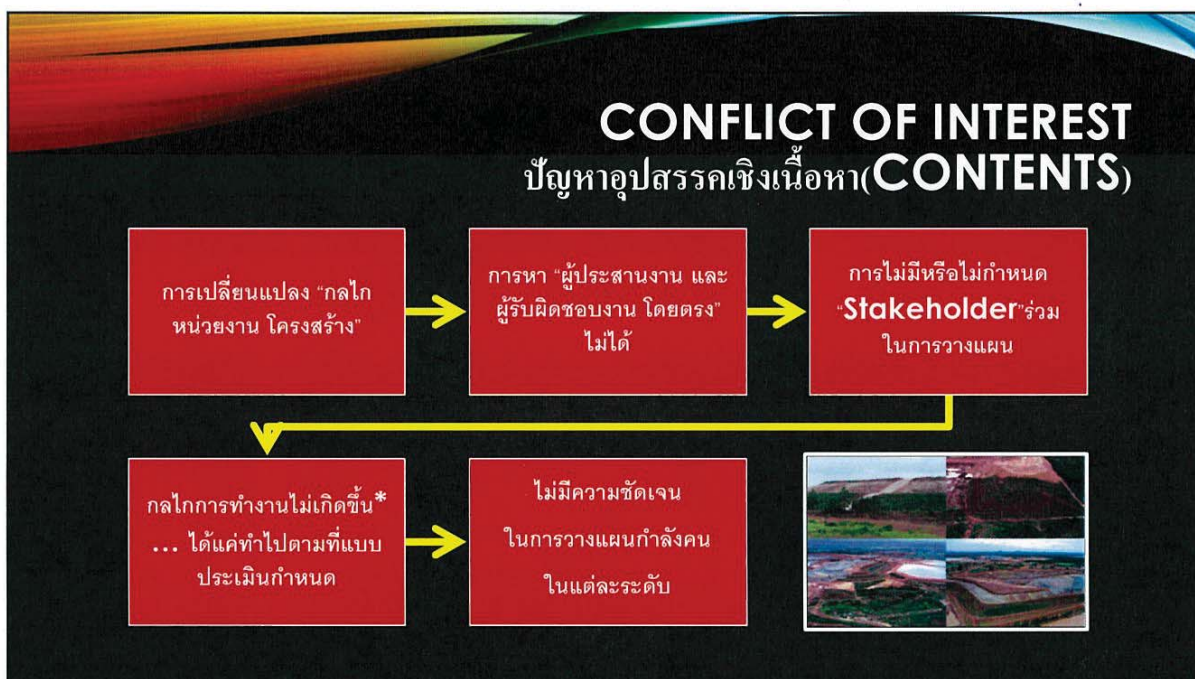 CONFLICT OF INTEREST
ปัญหาอุปสรรคเชิงเนื้อหา(CONTENTS)
การเปลี่ยนแปลง “กลไก
หน่วยงาน โครงสร้าง”
การหา “ผู้ประสานงาน และ
ผู้รับผิดชอบงาน โดยตรง”
ไม่ได้
การไม่มีหรือไม่กำหนด
“Stakeholder”ร่วม
ในการวางแผน
กลไกการทำงานไม่เกิดขึ้น*
... ได้แค่ทำไปตามที่แบบ
ประเมินกำหนด
ไม่มีความชัดเจน
ในการวางแผนกำลังคน
ในแต่ละระดับ